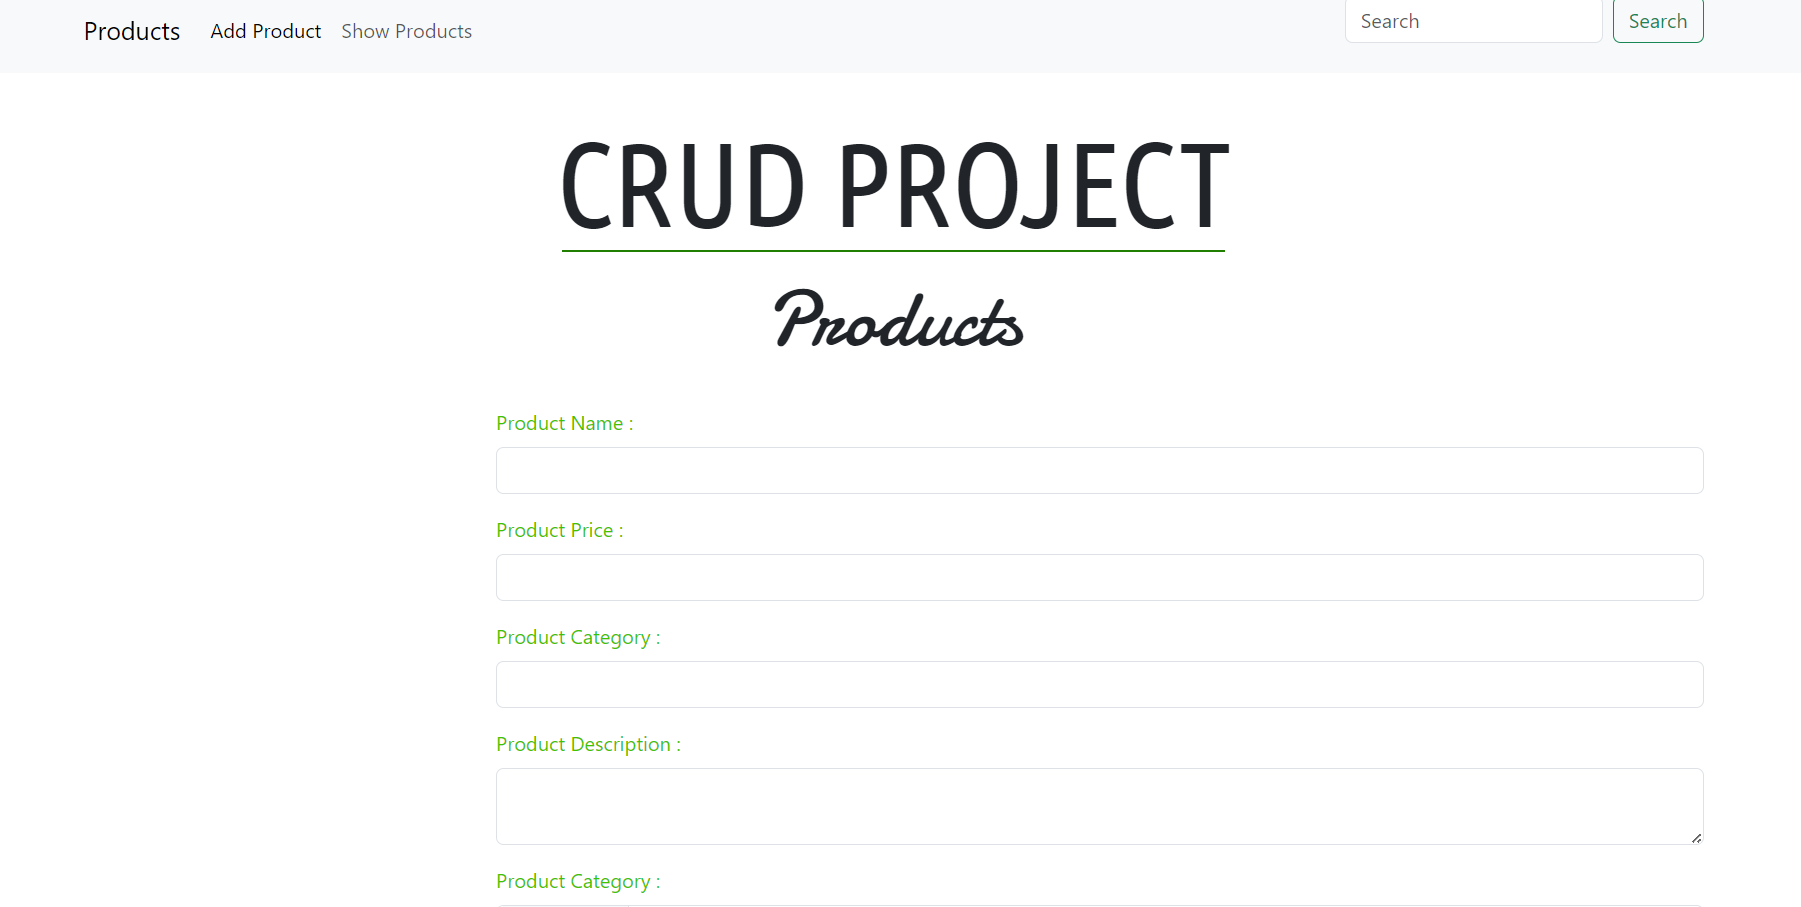 Products Add Product Show Products Search Search
CRUD PROJECT
Products
Product Name :
Product Price :
Product Category :
Product Description :
Product Category :